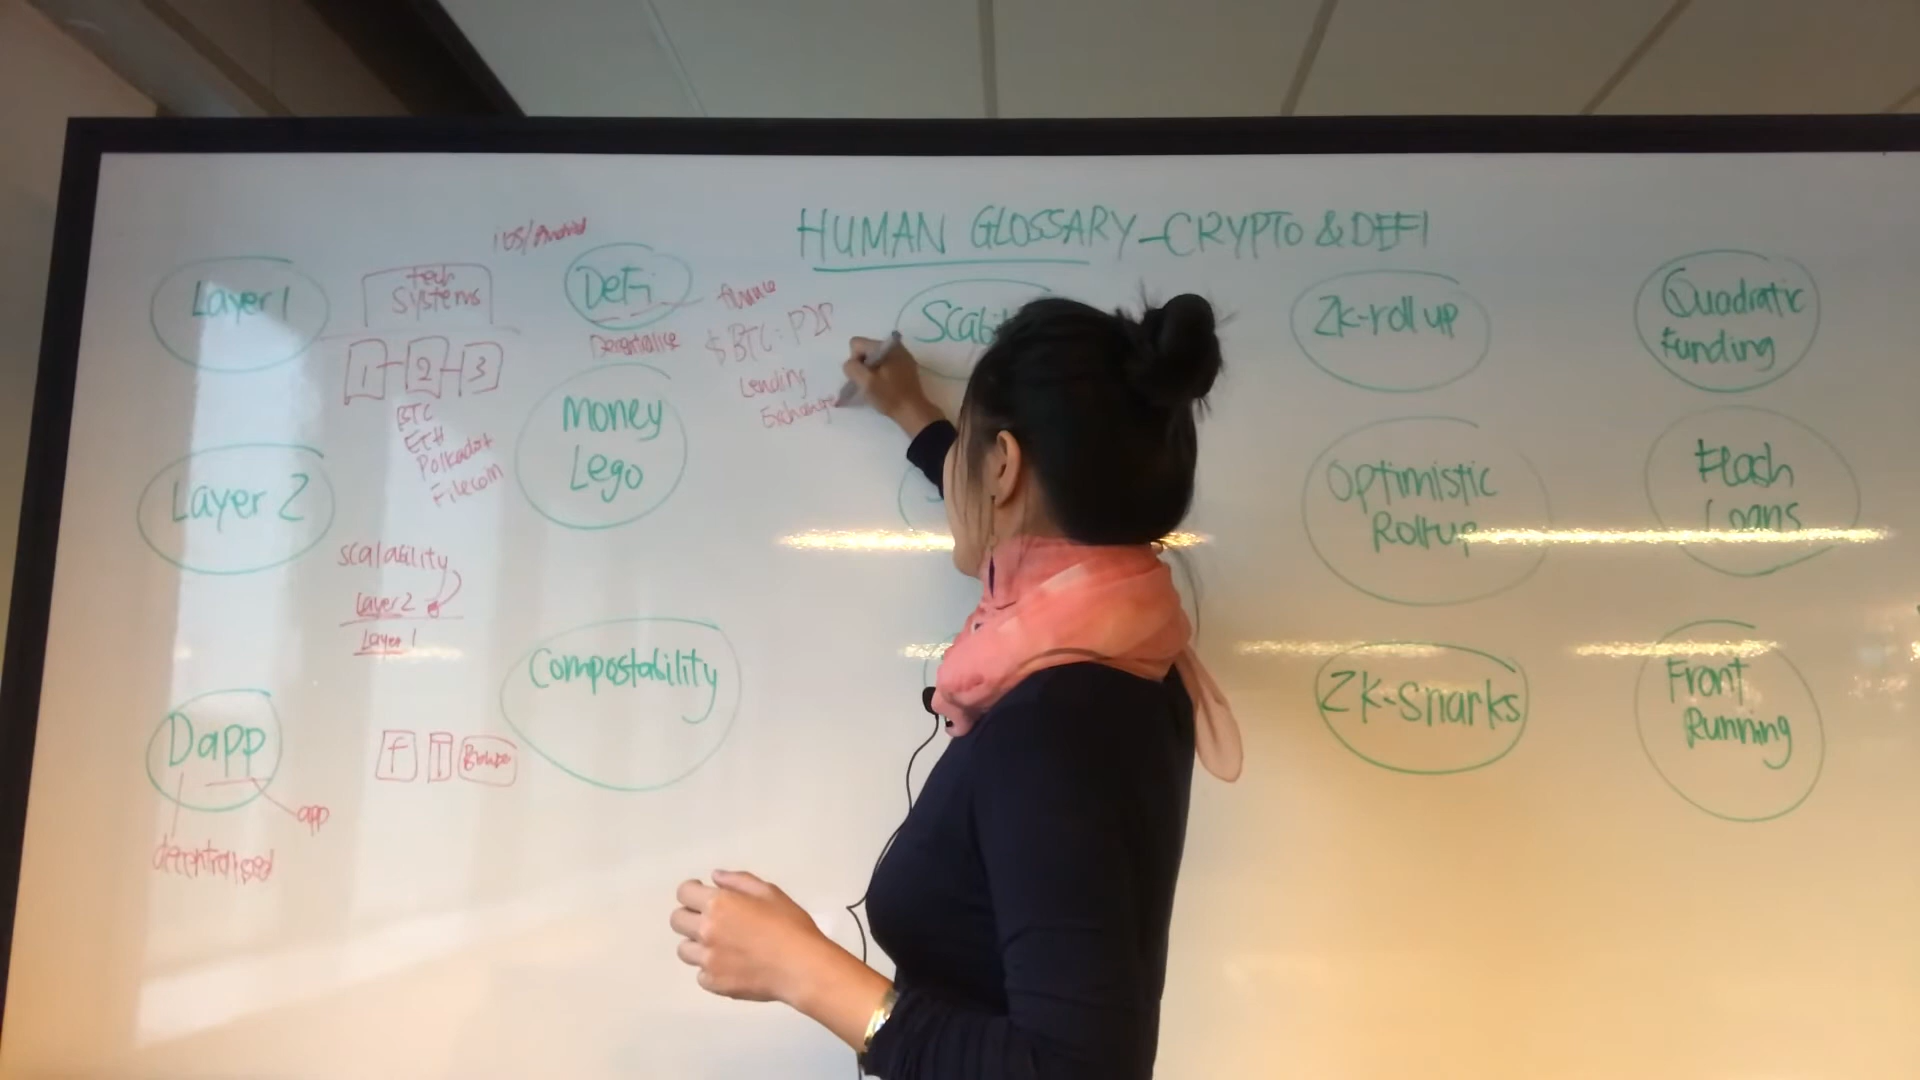 HUMAN GLOSSARY - CRYPTO & DEFI
Layer 1
tech
systems
1 - 2 - 3
BTC
ETH
Polkadot
Filecoin
Layer 2
scalability
Layer 2
Layer 1
Dapp
app
decentralised
f
T
iOS/Android
DeFi
$ BTC: P2P
Lending
Exchange
Money
Lego
Compostability
Zk-roll up
Optimistic
Rollup
ZK-Snarks
Quadratic
Funding
Flash
Loans
Front
Running